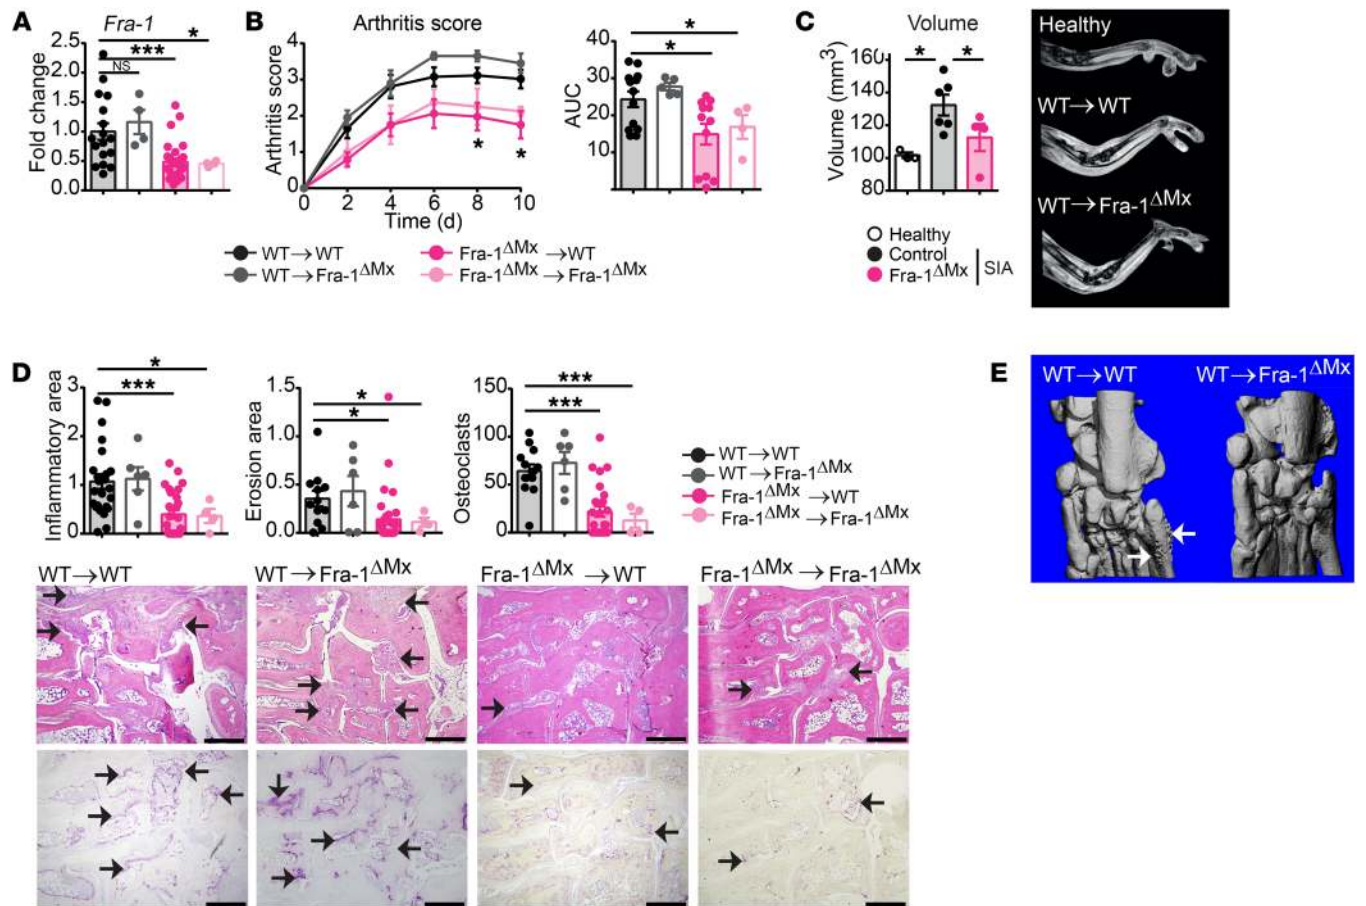 A
Fra-1
Fold change
2.5
2.0
1.5
1.0
0.5
0.0
NS
***
*
B
Arthritis score
Arthritis score
4
3
2
1
0
0 2 4 6 8 10
Time (d)
* *
AUC
40
30
20
10
*
*
WT→WT
WT→Fra-1ΔMx
Fra-1ΔMx →WT
Fra-1ΔMx →Fra-1ΔMx
C
Volume
Volume (mm3)
160
140
120
100
80
* *
Healthy
Control
Fra-1ΔMx
SIA
Healthy
WT→WT
WT→Fra-1ΔMx
D
Inflammatory area
3
2
1
0
*
***
Erosion area
1.5
1.0
0.5
0.0
*
*
Osteoclasts
150
100
50
0
***
***
WT→WT
WT→Fra-1ΔMx
Fra-1ΔMx →WT
Fra-1ΔMx →Fra-1ΔMx
WT→WT
WT→Fra-1ΔMx
Fra-1ΔMx →WT
Fra-1ΔMx →Fra-1ΔMx
E
WT→WT
WT→Fra-1ΔMx